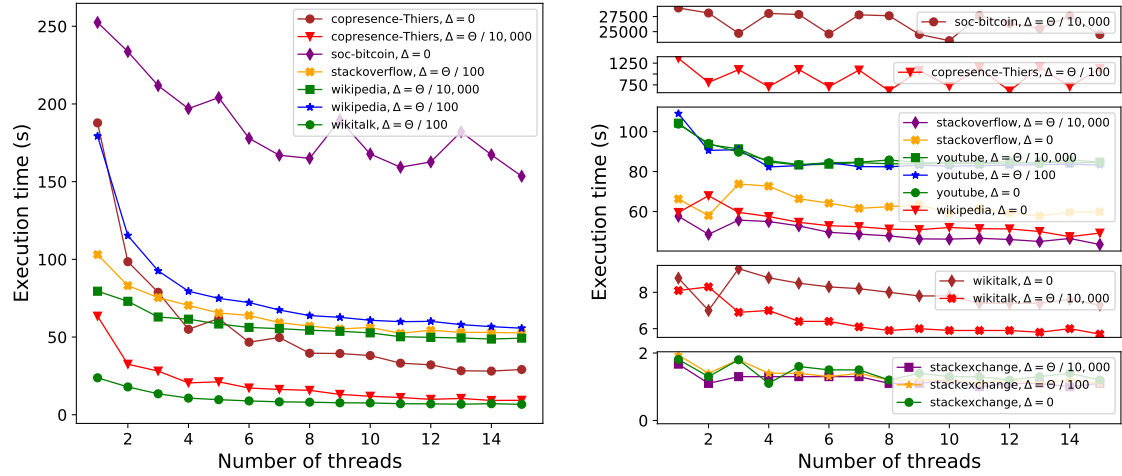 250
200
150
100
50
0
Execution time (s)
copresence-Thiers, Δ = 0
copresence-Thiers, Δ = Θ / 10, 000
soc-bitcoin, Δ = 0
stackoverflow, Δ = Θ / 100
wikipedia, Δ = Θ / 10,000
wikipedia, Δ = Θ / 100
wikitalk, Δ = Θ / 100
2 4 6 8 10 12 14
Number of threads
Execution time (s)
27500
25000
soc-bitcoin, Δ = Θ / 10,000
1250
750
copresence-Thiers, Δ = Θ / 100
100
80
60
stackoverflow, Δ = Θ / 10,000
stackoverflow, Δ = 0
youtube, Δ = Θ / 10,000
youtube, Δ = Θ / 100
youtube, Δ = 0
wikipedia, Δ = 0
8
6
wikitalk, Δ = 0
wikitalk, Δ = Θ / 10,000
2
0
stackexchange, Δ = Θ / 10,000
stackexchange, Δ = Θ / 100
stackexchange, Δ = 0
2 4 6 8 10 12 14
Number of threads